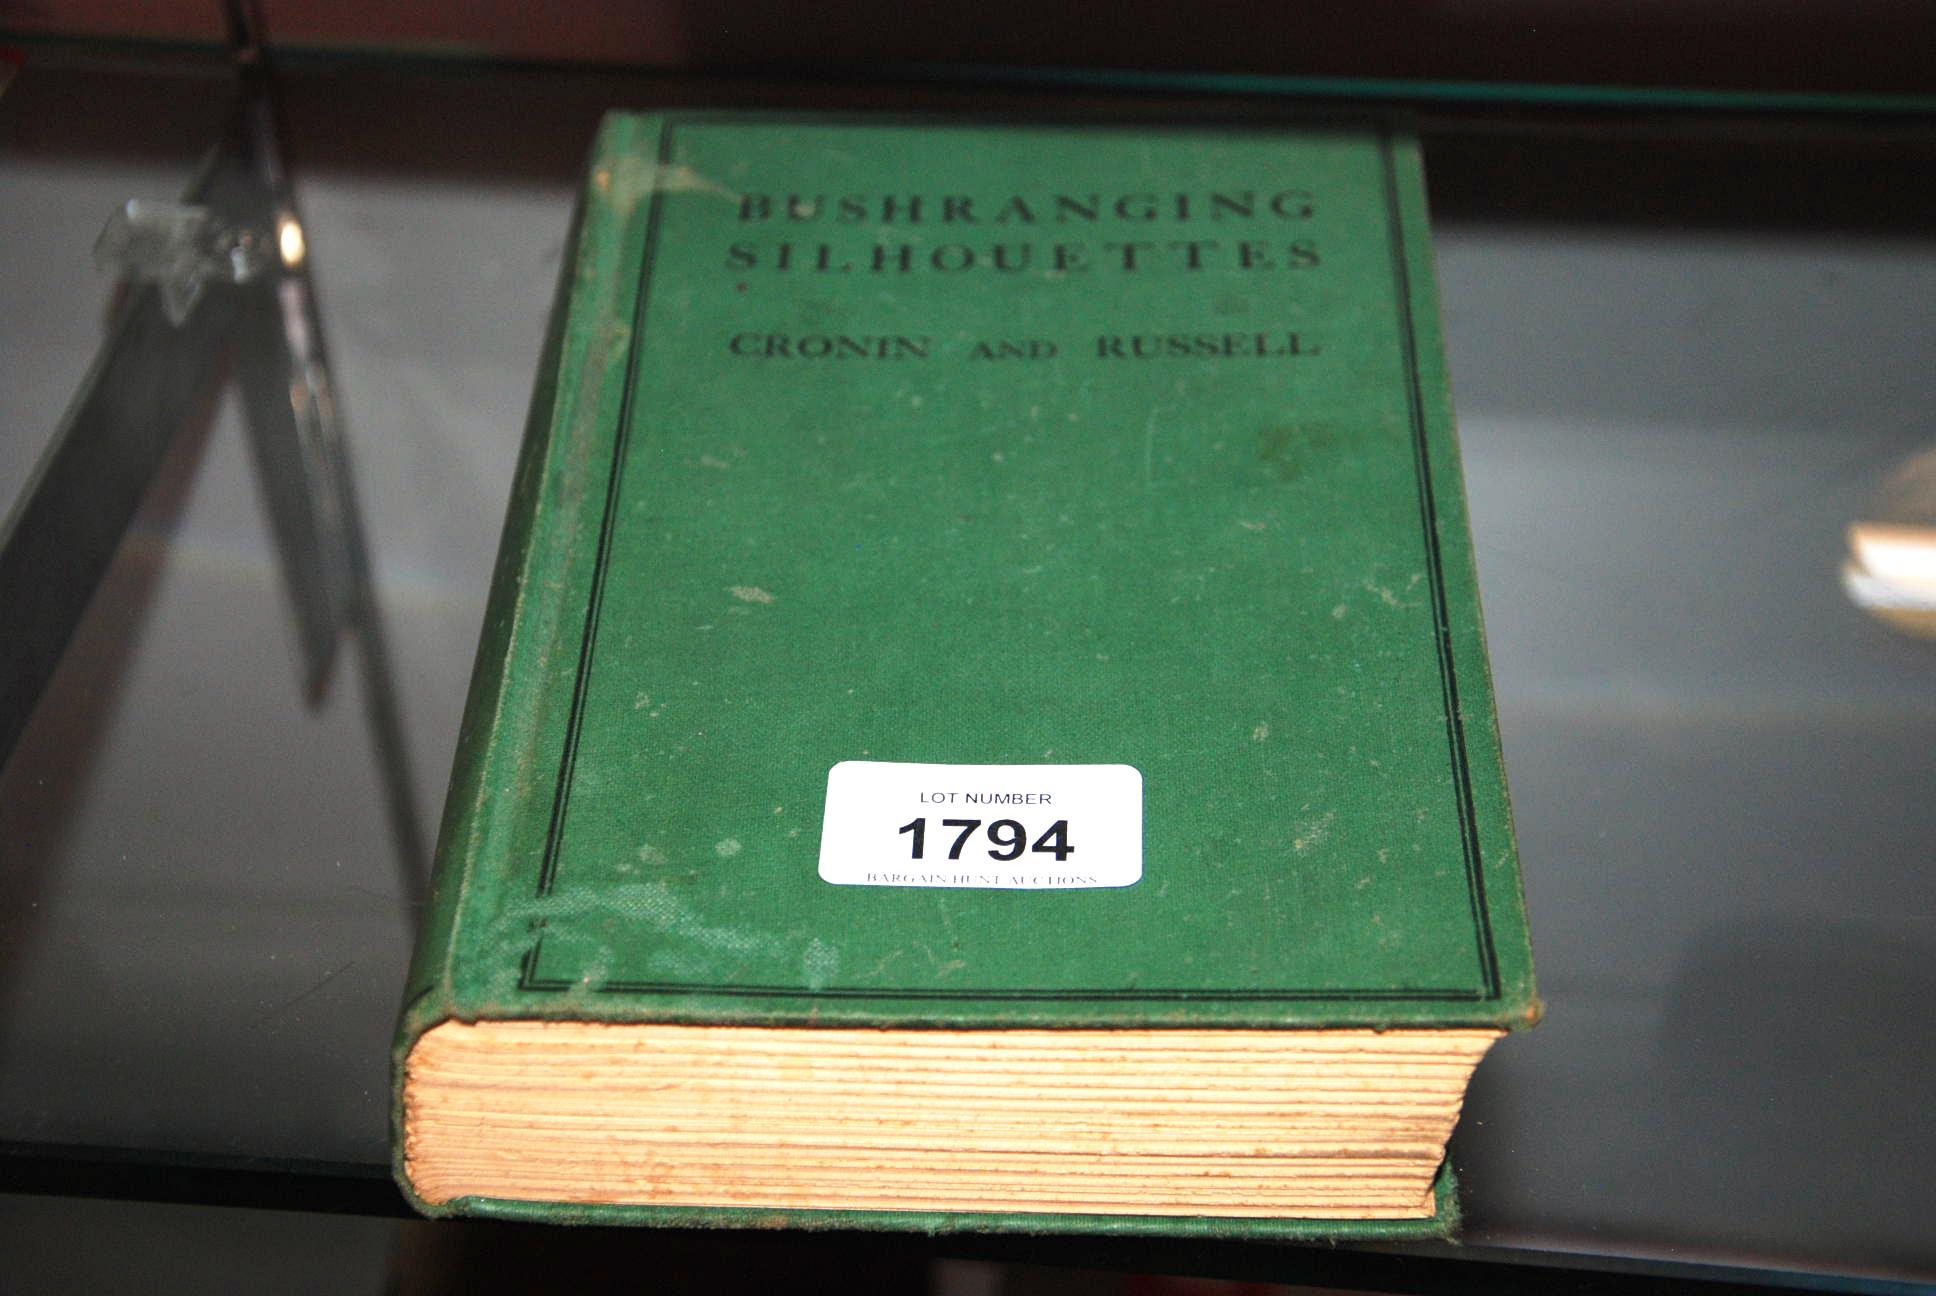 BUSHRANGING
SILHOUETTES
CRONIN AND RUSSELL
LOT NUMBER
1794
BARGAIN HUNT AUCTIONS